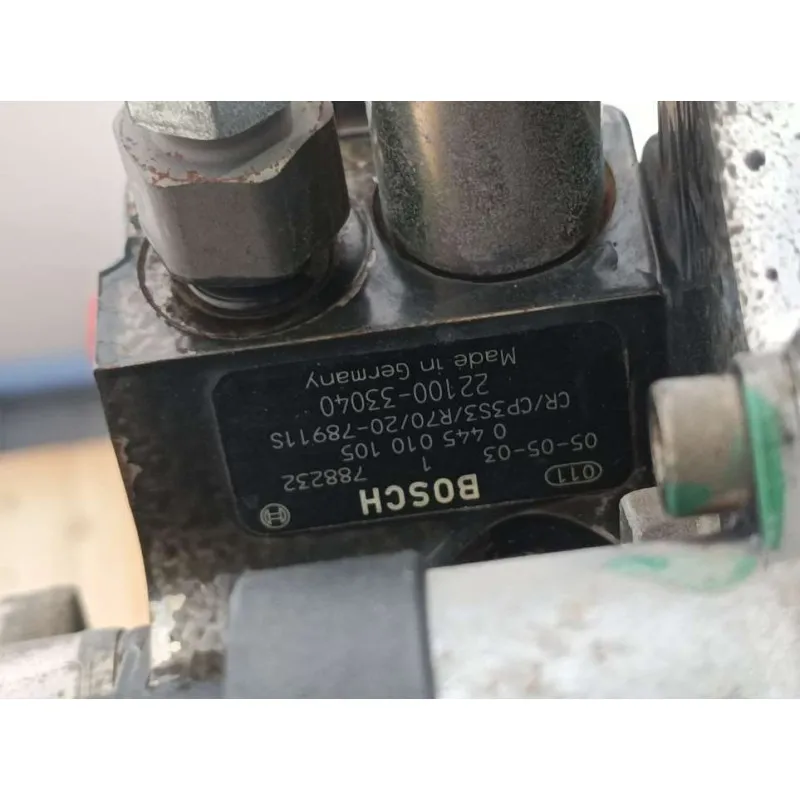 BOSCH
011 1 788232
05-05-03
0 445 010 105
CR/CP3S3/R70/20-78911S
22100-33040
Made in Germany